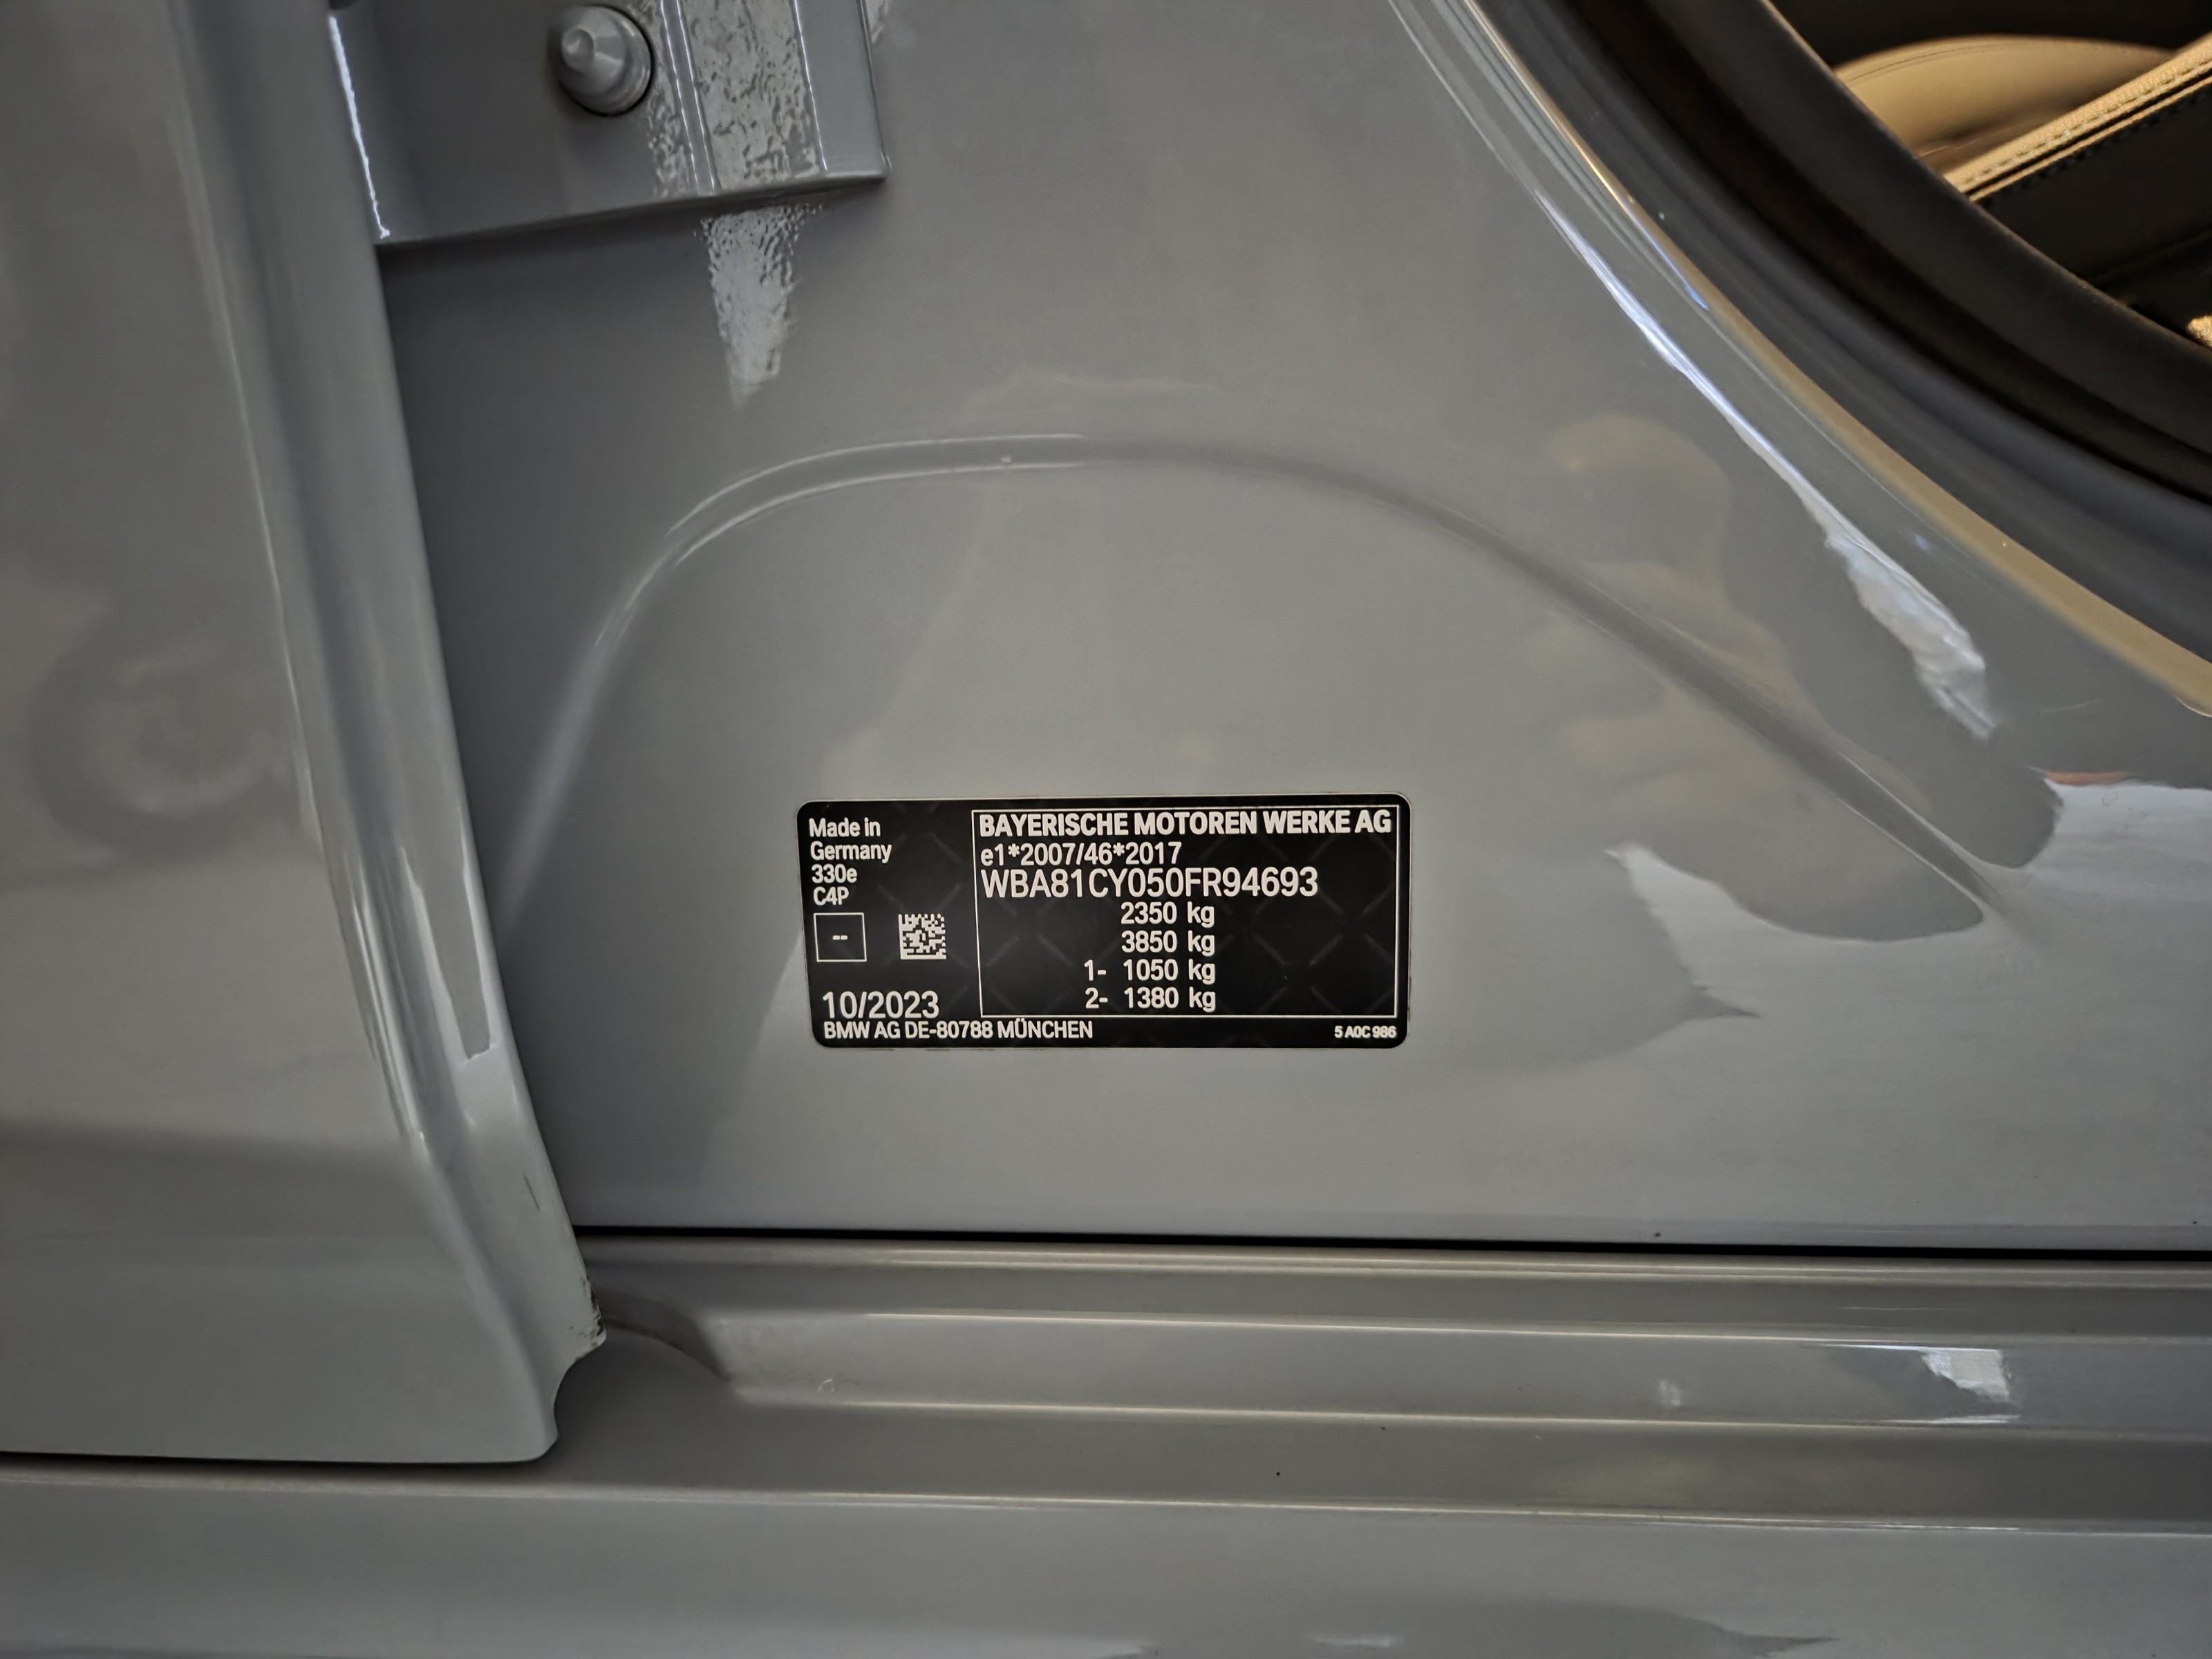 Made in
Germany
330e
C4P
--
10/2023
BMW AG DE-80788 MÜNCHEN
BAYERISCHE MOTOREN WERKE AG
e1*2007/46*2017
WBA81CY050FR94693
2350 kg
3850 kg
1- 1050 kg
2- 1380 kg
5 A0C 986